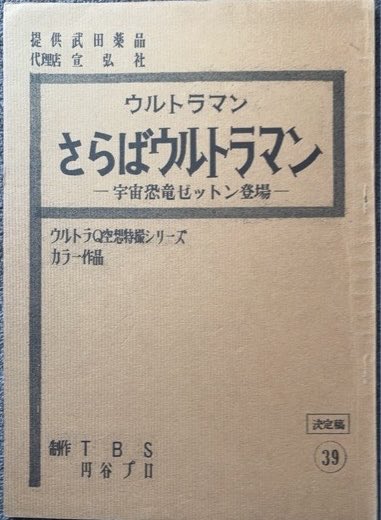 提供 武田薬品
代理店 宣弘社
ウルトラマン
さらばウルトラマン
―宇宙恐竜ゼットン登場―
ウルトラQ空想特撮シリーズ
カラー作品
決定稿
39
制作 TBS
円谷プロ